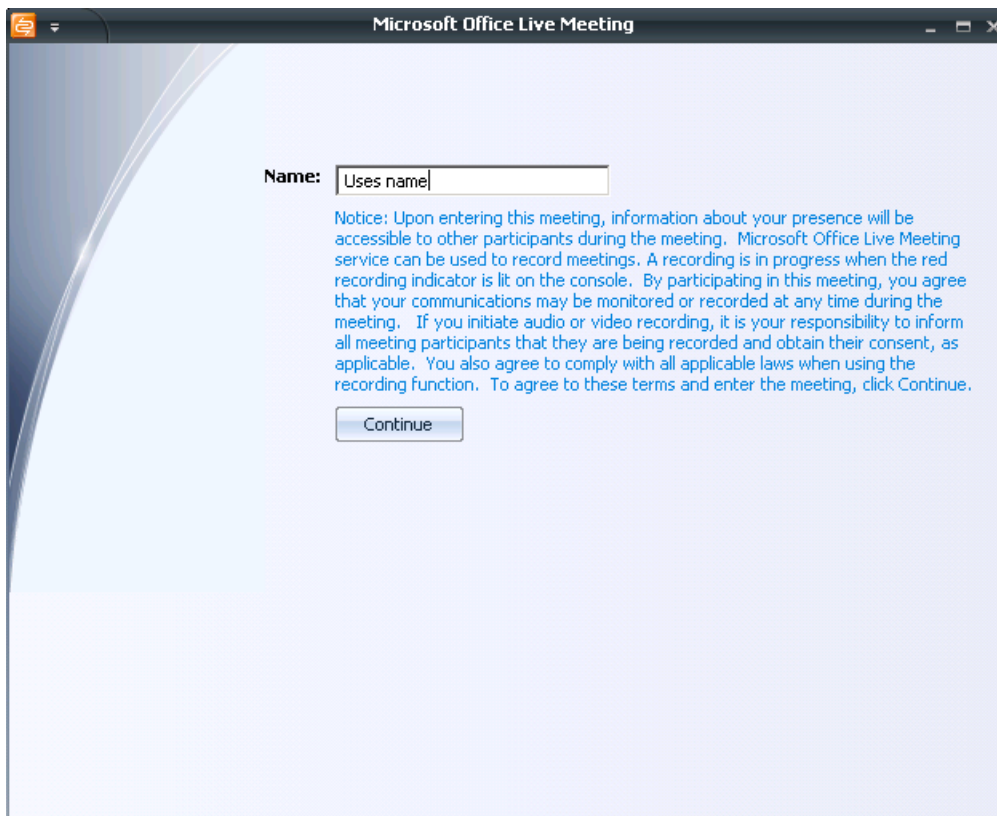 Microsoft Office Live Meeting
Name: Uses name
Notice: Upon entering this meeting, information about your presence will be
accessible to other participants during the meeting.  Microsoft Office Live Meeting
service can be used to record meetings. A recording is in progress when the red
recording indicator is lit on the console.  By participating in this meeting, you agree
that your communications may be monitored or recorded at any time during the
meeting.   If you initiate audio or video recording, it is your responsibility to inform
all meeting participants that they are being recorded and obtain their consent, as
applicable.  You also agree to comply with all applicable laws when using the
recording function.  To agree to these terms and enter the meeting, click Continue.
Continue